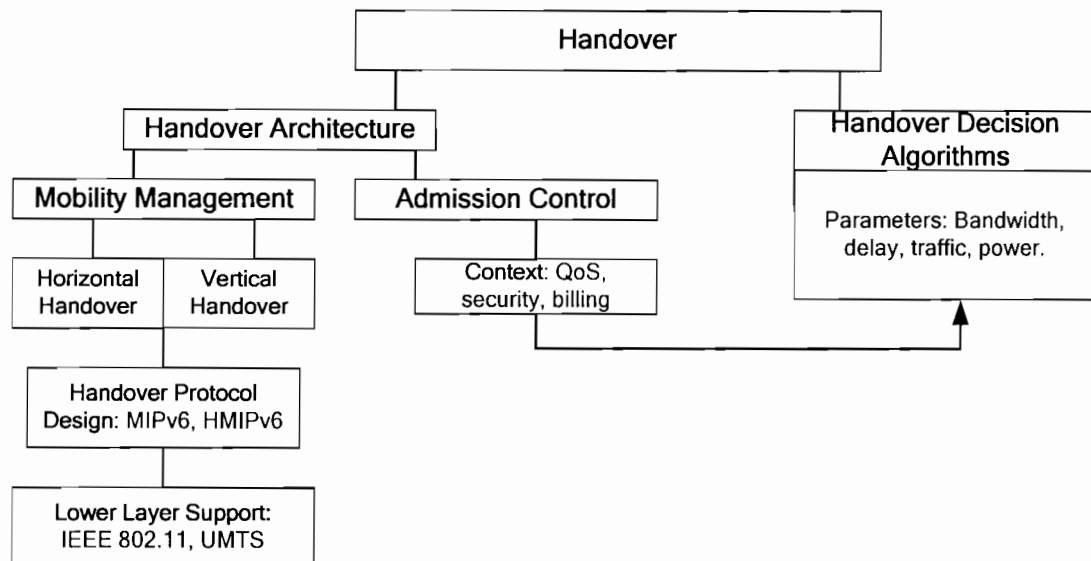 Handover
Handover Architecture
Handover Decision
Algorithms
Mobility Management
Admission Control
Parameters: Bandwidth,
delay, traffic, power.
Horizontal
Handover
Vertical
Handover
Context: QoS,
security, billing
Handover Protocol
Design: MIPv6, HMIPv6
Lower Layer Support:
IEEE 802.11, UMTS